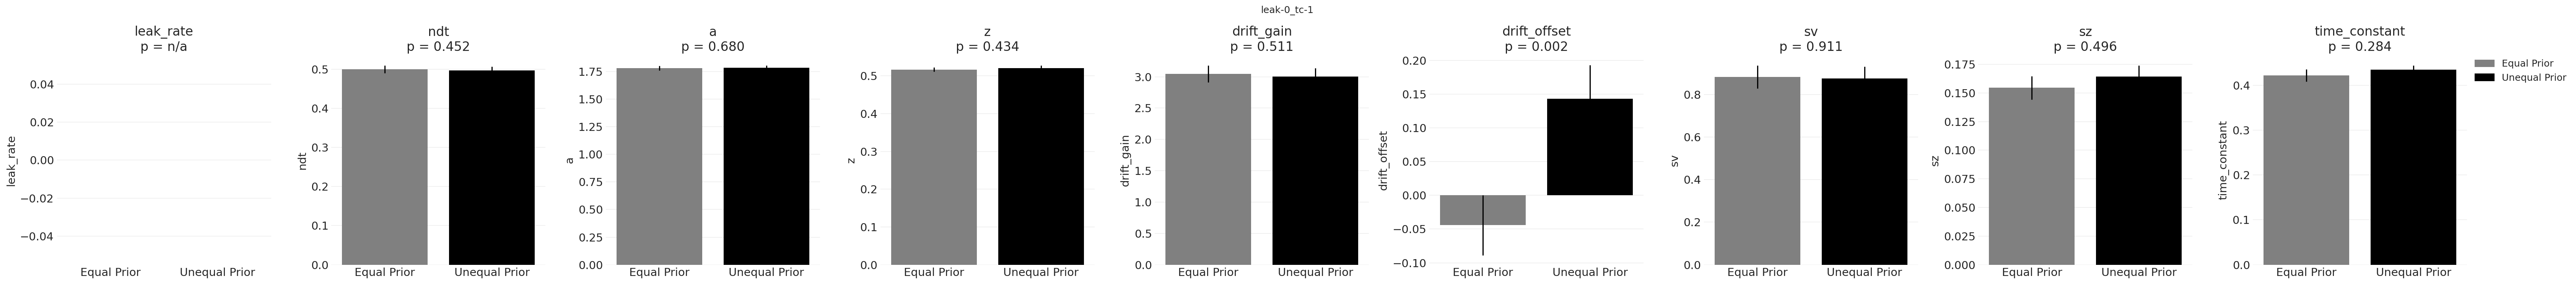 leak-0_tc-1
leak_rate
p = n/a
leak_rate
0.04
0.02
0.00
−0.02
−0.04
Equal Prior
Unequal Prior
ndt
p = 0.452
ndt
0.5
0.4
0.3
0.2
0.1
0.0
Equal Prior
Unequal Prior
a
p = 0.680
a
1.75
1.50
1.25
1.00
0.75
0.50
0.25
0.00
Equal Prior
Unequal Prior
z
p = 0.434
z
0.5
0.4
0.3
0.2
0.1
0.0
Equal Prior
Unequal Prior
drift_gain
p = 0.511
drift_gain
3.0
2.5
2.0
1.5
1.0
0.5
0.0
Equal Prior
Unequal Prior
drift_offset
p = 0.002
drift_offset
0.20
0.15
0.10
0.05
0.00
−0.05
−0.10
Equal Prior
Unequal Prior
sv
p = 0.911
sv
0.8
0.6
0.4
0.2
0.0
Equal Prior
Unequal Prior
sz
p = 0.496
sz
0.175
0.150
0.125
0.100
0.075
0.050
0.025
0.000
Equal Prior
Unequal Prior
time_constant
p = 0.284
time_constant
0.4
0.3
0.2
0.1
0.0
Equal Prior
Unequal Prior
Equal Prior
Unequal Prior